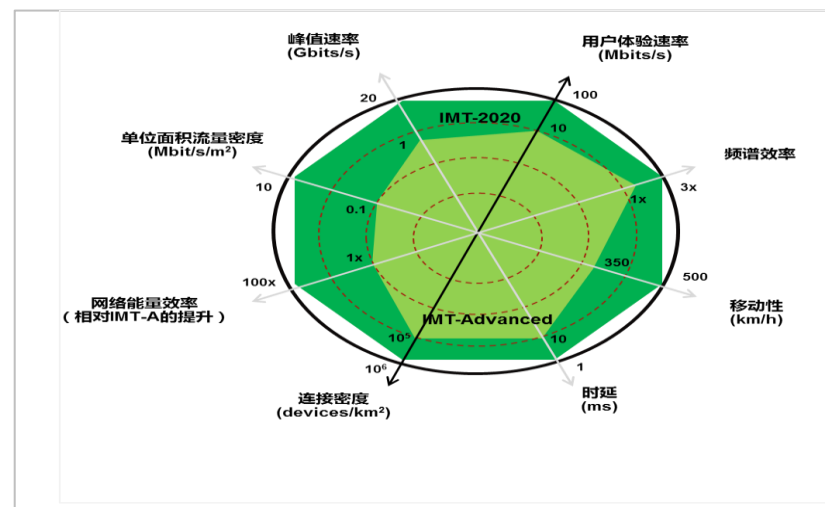 峰值速率
(Gbits/s)
用户体验速率
(Mbits/s)
20
100
IMT-2020
10
1
单位面积流量密度
(Mbit/s/m²)
频谱效率
10
3x
1x
0.1
1x
350
100x
500
网络能量效率
（相对IMT-A的提升）
移动性
(km/h)
IMT-Advanced
10⁵
10
10⁶
1
连接密度
(devices/km²)
时延
(ms)